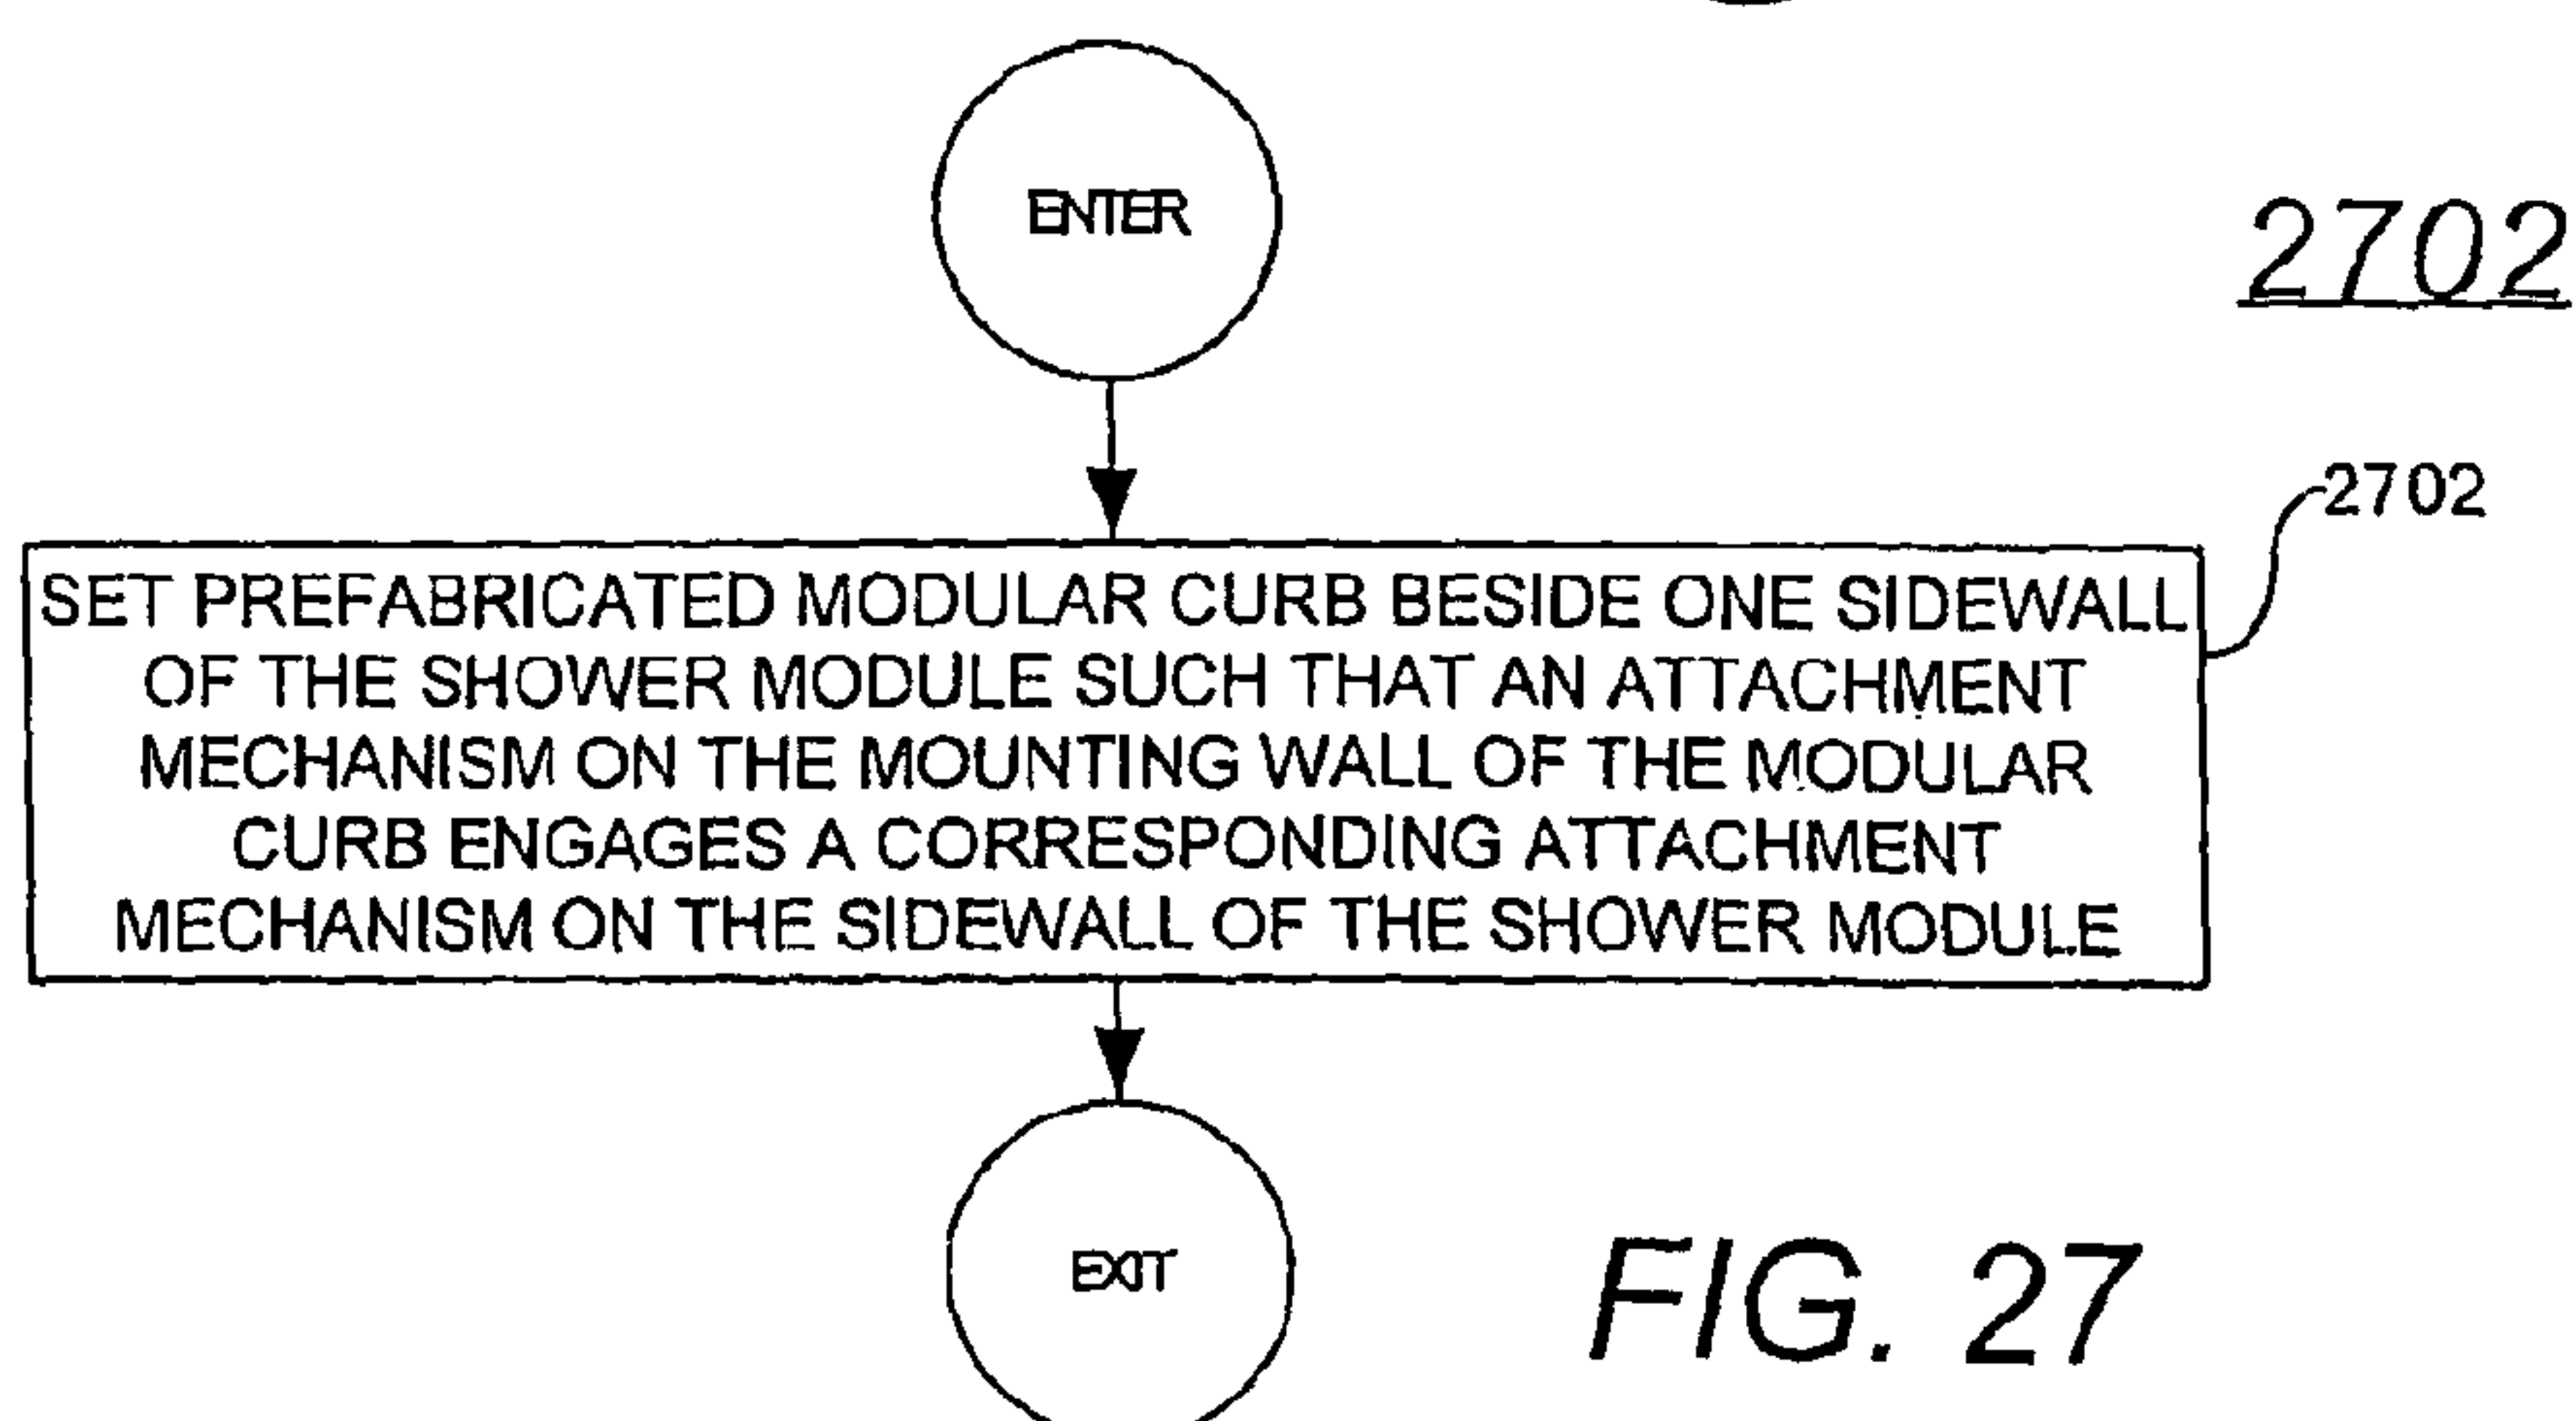 ENTER
2702
2702
SET PREFABRICATED MODULAR CURB BESIDE ONE SIDEWALL
OF THE SHOWER MODULE SUCH THAT AN ATTACHMENT
MECHANISM ON THE MOUNTING WALL OF THE MODULAR
CURB ENGAGES A CORRESPONDING ATTACHMENT
MECHANISM ON THE SIDEWALL OF THE SHOWER MODULE
EXIT
FIG. 27